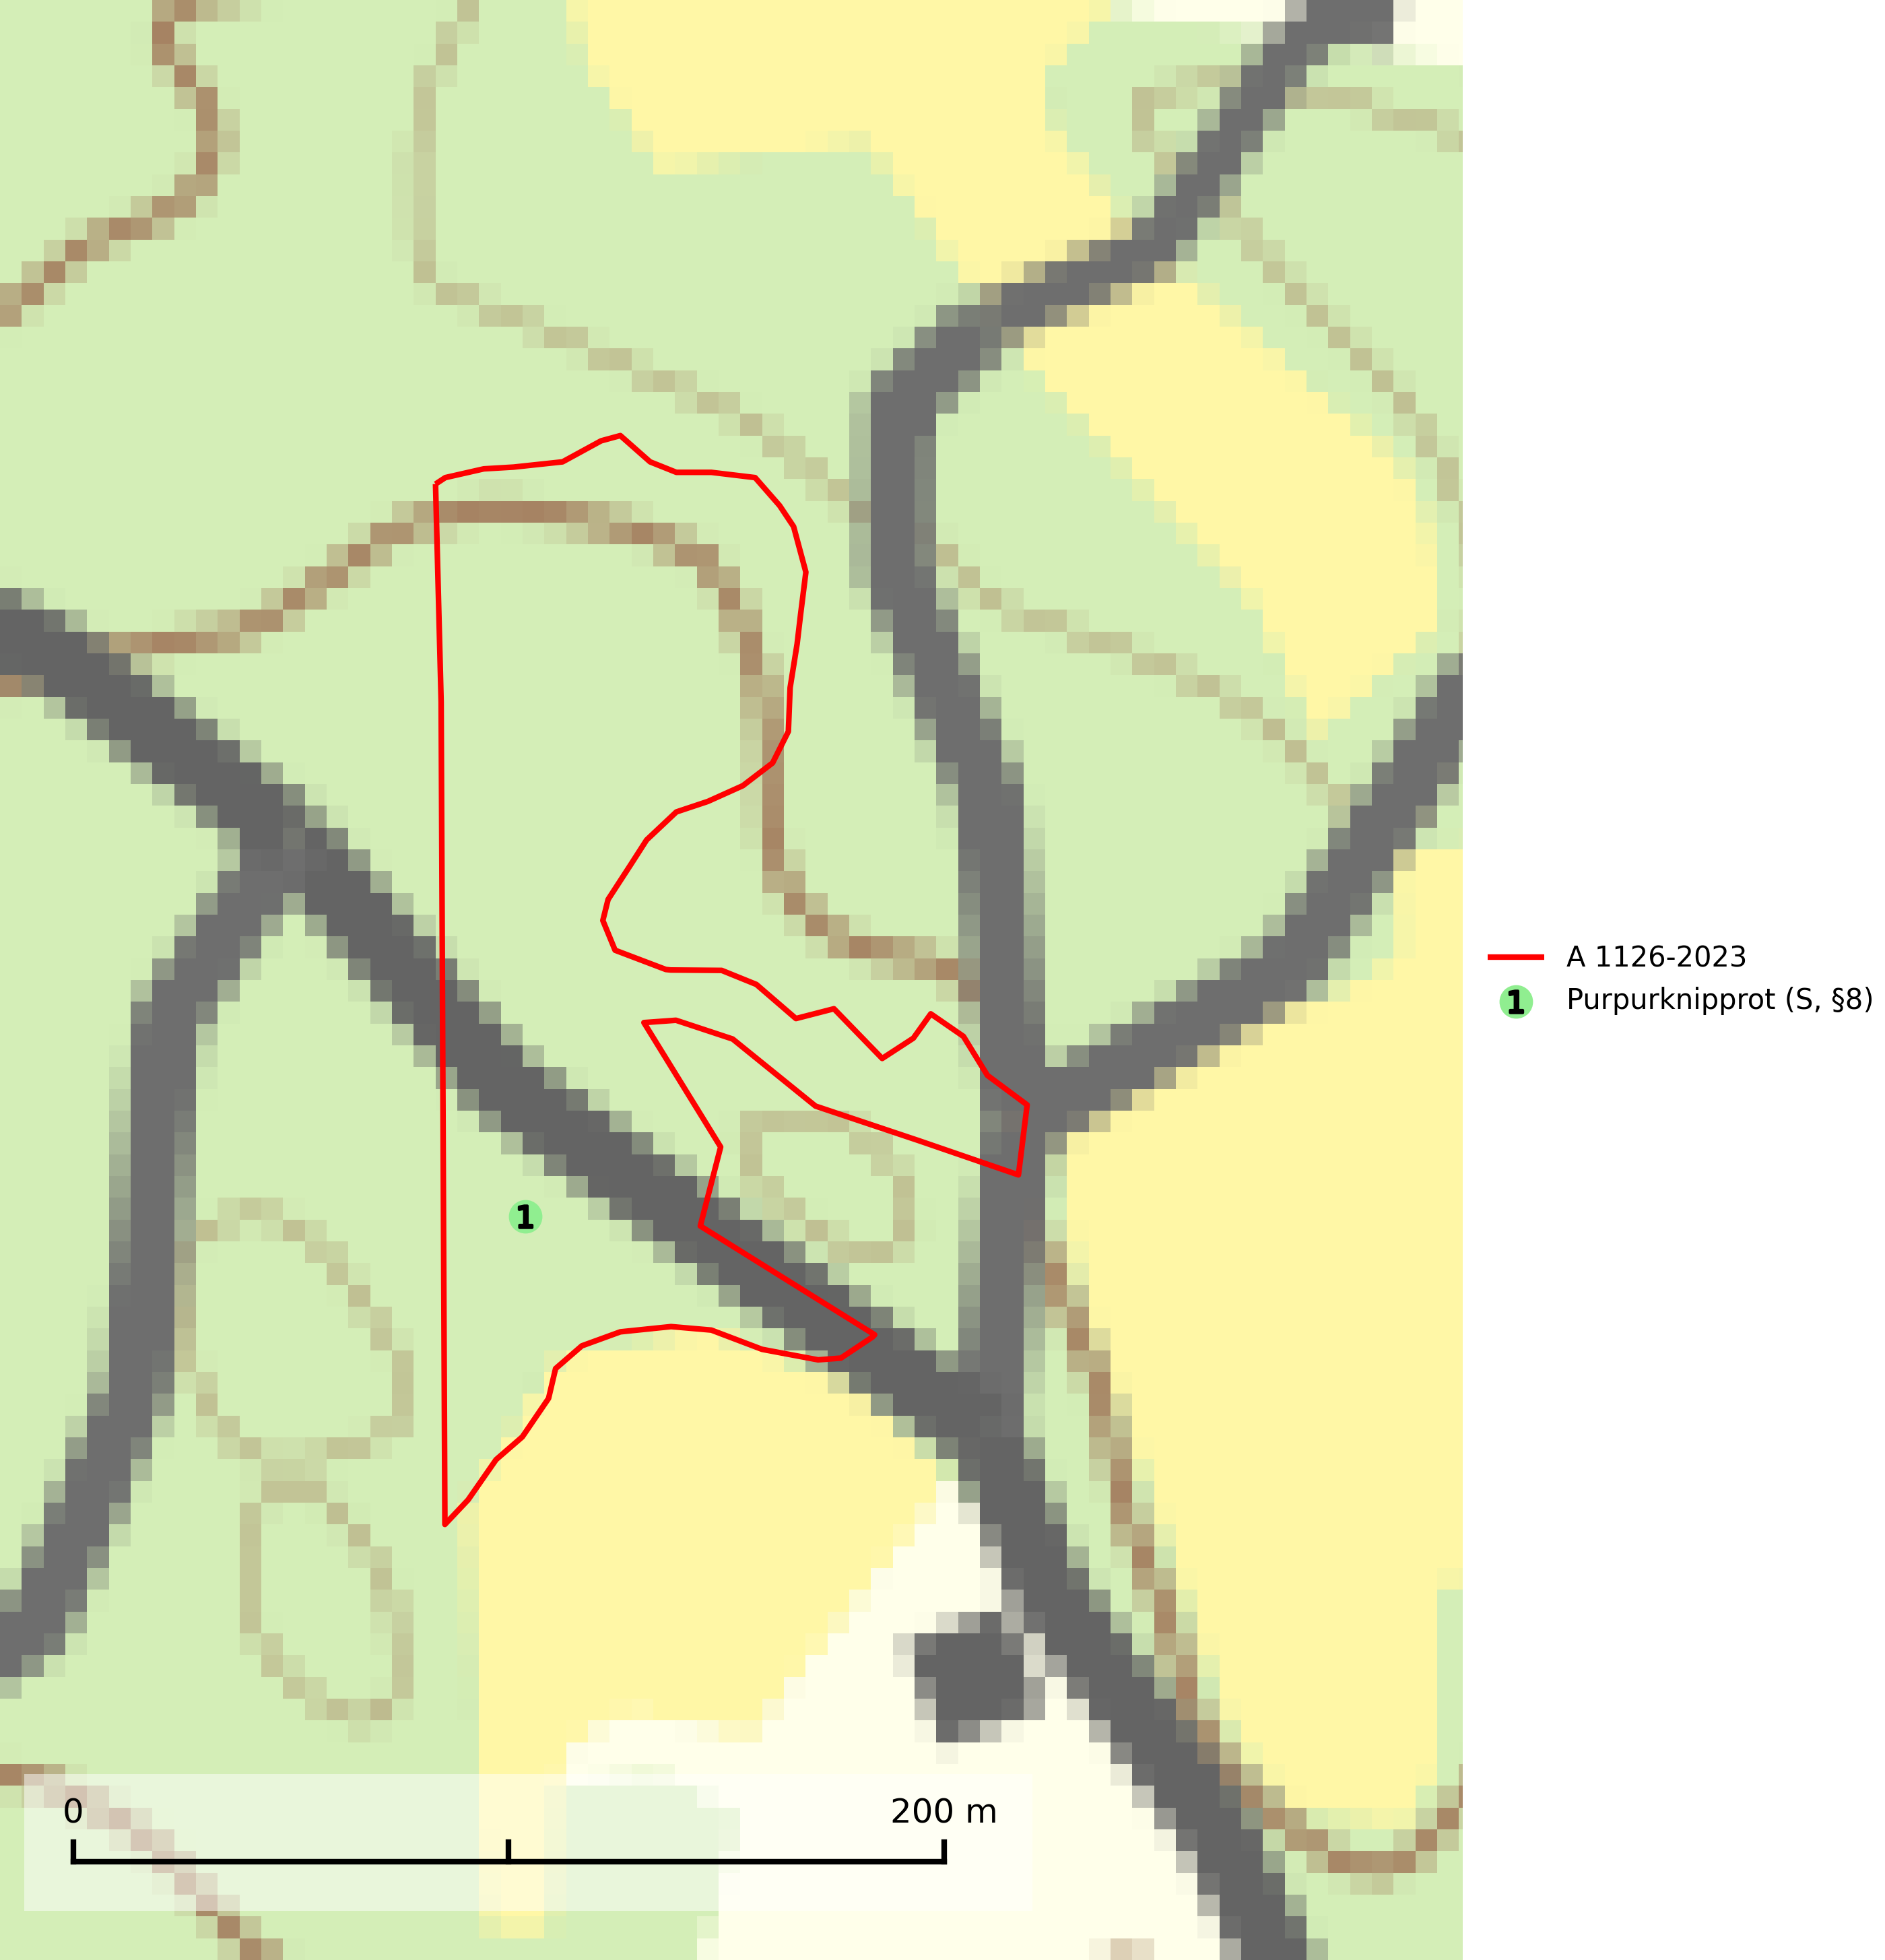 A 1126-2023
1 Purpurknipprot (S, §8)
1
0 200 m